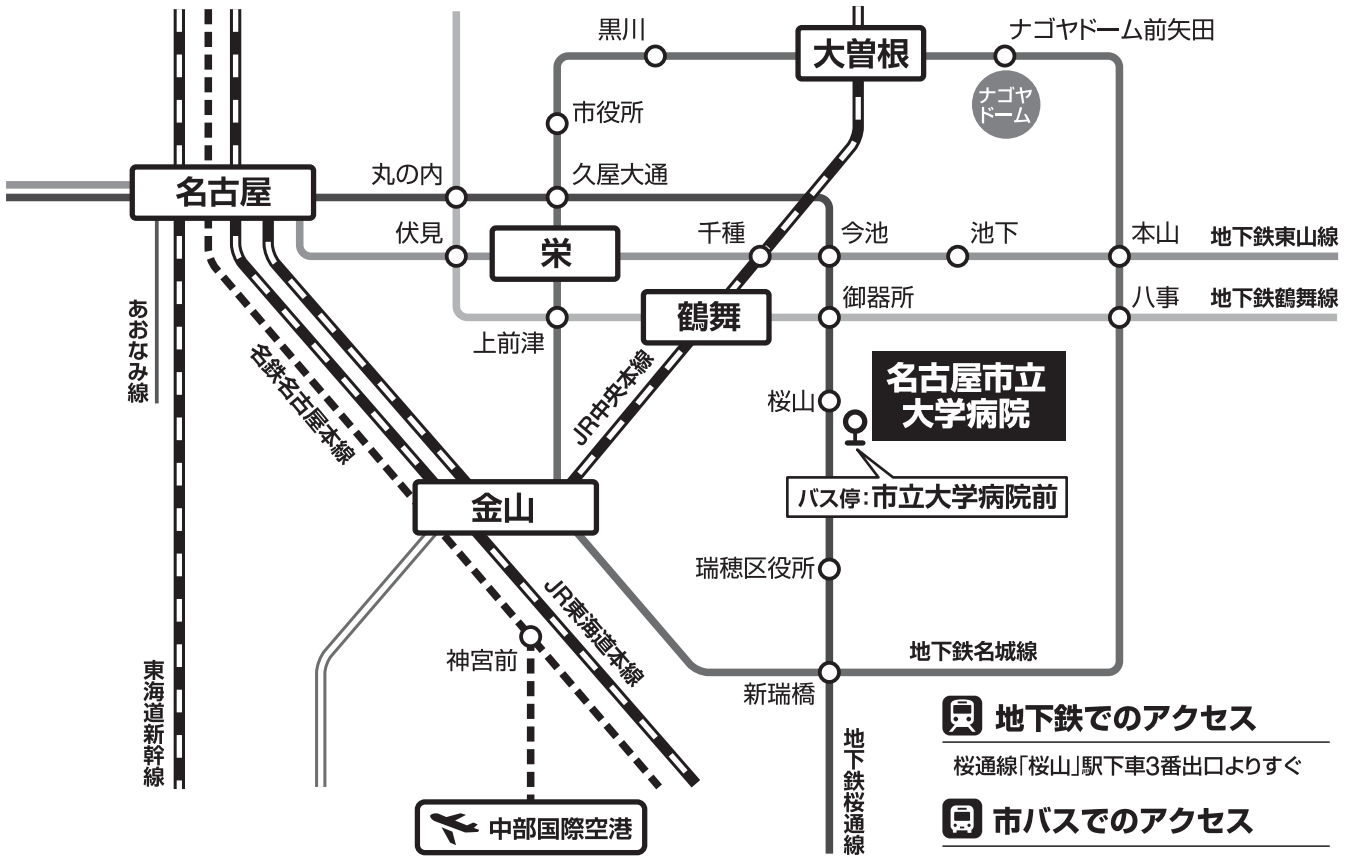 黒川
大曽根
ナゴヤドーム前矢田
ナゴヤ
ドーム
市役所
名古屋
丸の内
久屋大通
伏見
栄
千種
今池
池下
本山
地下鉄東山線
あおなみ線
上前津
鶴舞
御器所
八事
地下鉄鶴舞線
名鉄名古屋本線
JR中央本線
桜山
名古屋市立
大学病院
金山
バス停：市立大学病院前
瑞穂区役所
JR東海道本線
神宮前
地下鉄名城線
新瑞橋
東海道新幹線
地下鉄桜通線
中部国際空港
地下鉄でのアクセス
桜通線「桜山」駅下車3番出口よりすぐ
市バスでのアクセス